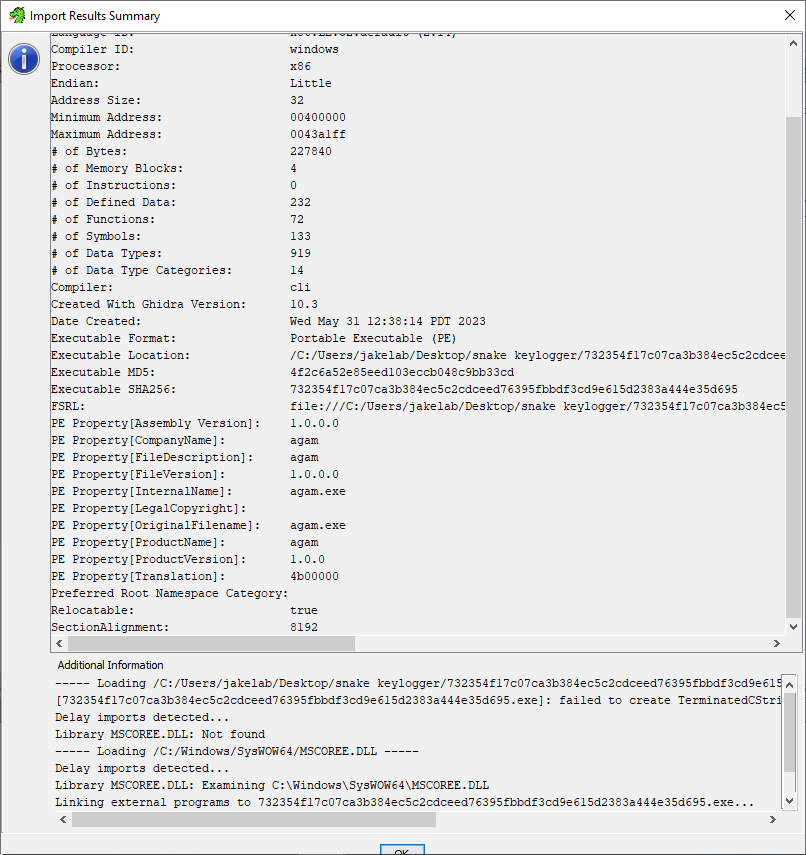 Import Results Summary
Compiler ID: windows
Processor: x86
Endian: Little
Address Size: 32
Minimum Address: 00400000
Maximum Address: 0043a1ff
# of Bytes: 227840
# of Memory Blocks: 4
# of Instructions: 0
# of Defined Data: 232
# of Functions: 72
# of Symbols: 133
# of Data Types: 919
# of Data Type Categories: 14
Compiler: cli
Created With Ghidra Version: 10.3
Date Created: Wed May 31 12:38:14 PDT 2023
Executable Format: Portable Executable (PE)
Executable Location: /C:/Users/jakelab/Desktop/snake keylogger/732354f17c07ca3b384ec5c2cdcee
Executable MD5: 4f2c6a52e85eed103eccb048c9bb33cd
Executable SHA256: 732354f17c07ca3b384ec5c2cdceed76395fbbdf3cd9e615d2383a444e35d695
FSRL: file:///C:/Users/jakelab/Desktop/snake keylogger/732354f17c07ca3b384ec5
PE Property[Assembly Version]: 1.0.0.0
PE Property[CompanyName]: agam
PE Property[FileDescription]: agam
PE Property[FileVersion]: 1.0.0.0
PE Property[InternalName]: agam.exe
PE Property[LegalCopyright]:
PE Property[OriginalFilename]: agam.exe
PE Property[ProductName]: agam
PE Property[ProductVersion]: 1.0.0
PE Property[Translation]: 4b00000
Preferred Root Namespace Category:
Relocatable: true
SectionAlignment: 8192
Additional Information
----- Loading /C:/Users/jakelab/Desktop/snake keylogger/732354f17c07ca3b384ec5c2cdceed76395fbbdf3cd9e615
[732354f17c07ca3b384ec5c2cdceed76395fbbdf3cd9e615d2383a444e35d695.exe]: failed to create TerminatedCStri
Delay imports detected...
Library MSCOREE.DLL: Not found
----- Loading /C:/Windows/SysWOW64/MSCOREE.DLL -----
Delay imports detected...
Library MSCOREE.DLL: Examining C:\Windows\SysWOW64\MSCOREE.DLL
Linking external programs to 732354f17c07ca3b384ec5c2cdceed76395fbbdf3cd9e615d2383a444e35d695.exe...
OK